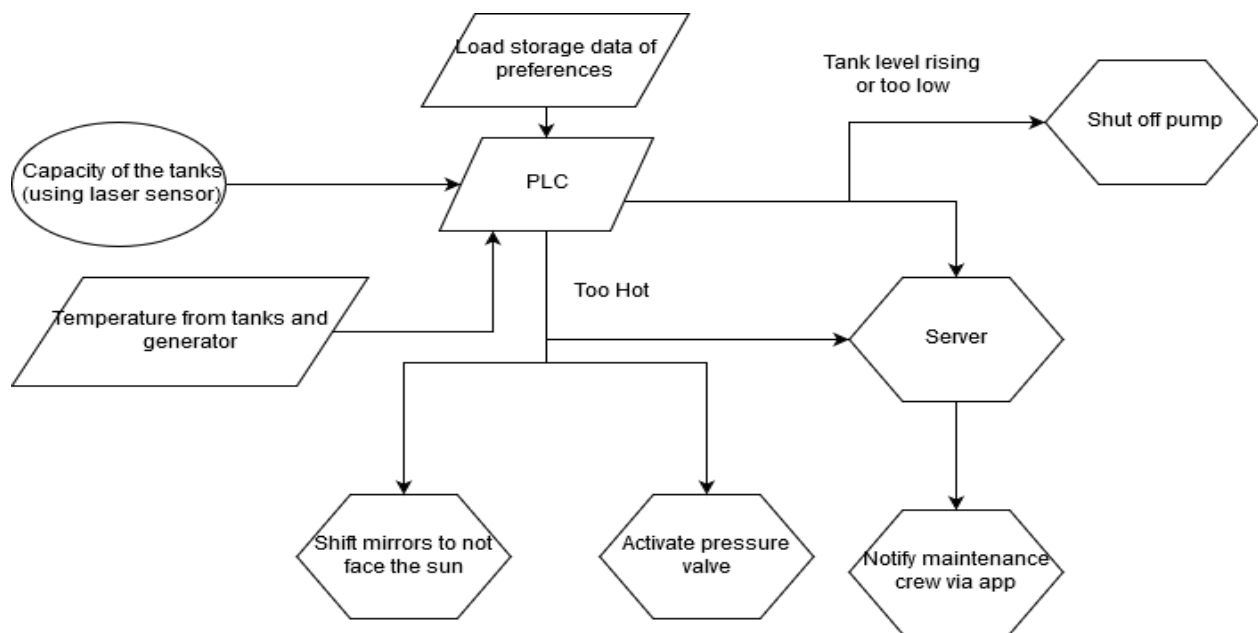 Load storage data of
preferences
Tank level rising
or too low
Shut off pump
Capacity of the tanks
(using laser sensor)
PLC
Too Hot
Temperature from tanks and
generator
Server
Shift mirrors to not
face the sun
Activate pressure
valve
Notify maintenance
crew via app